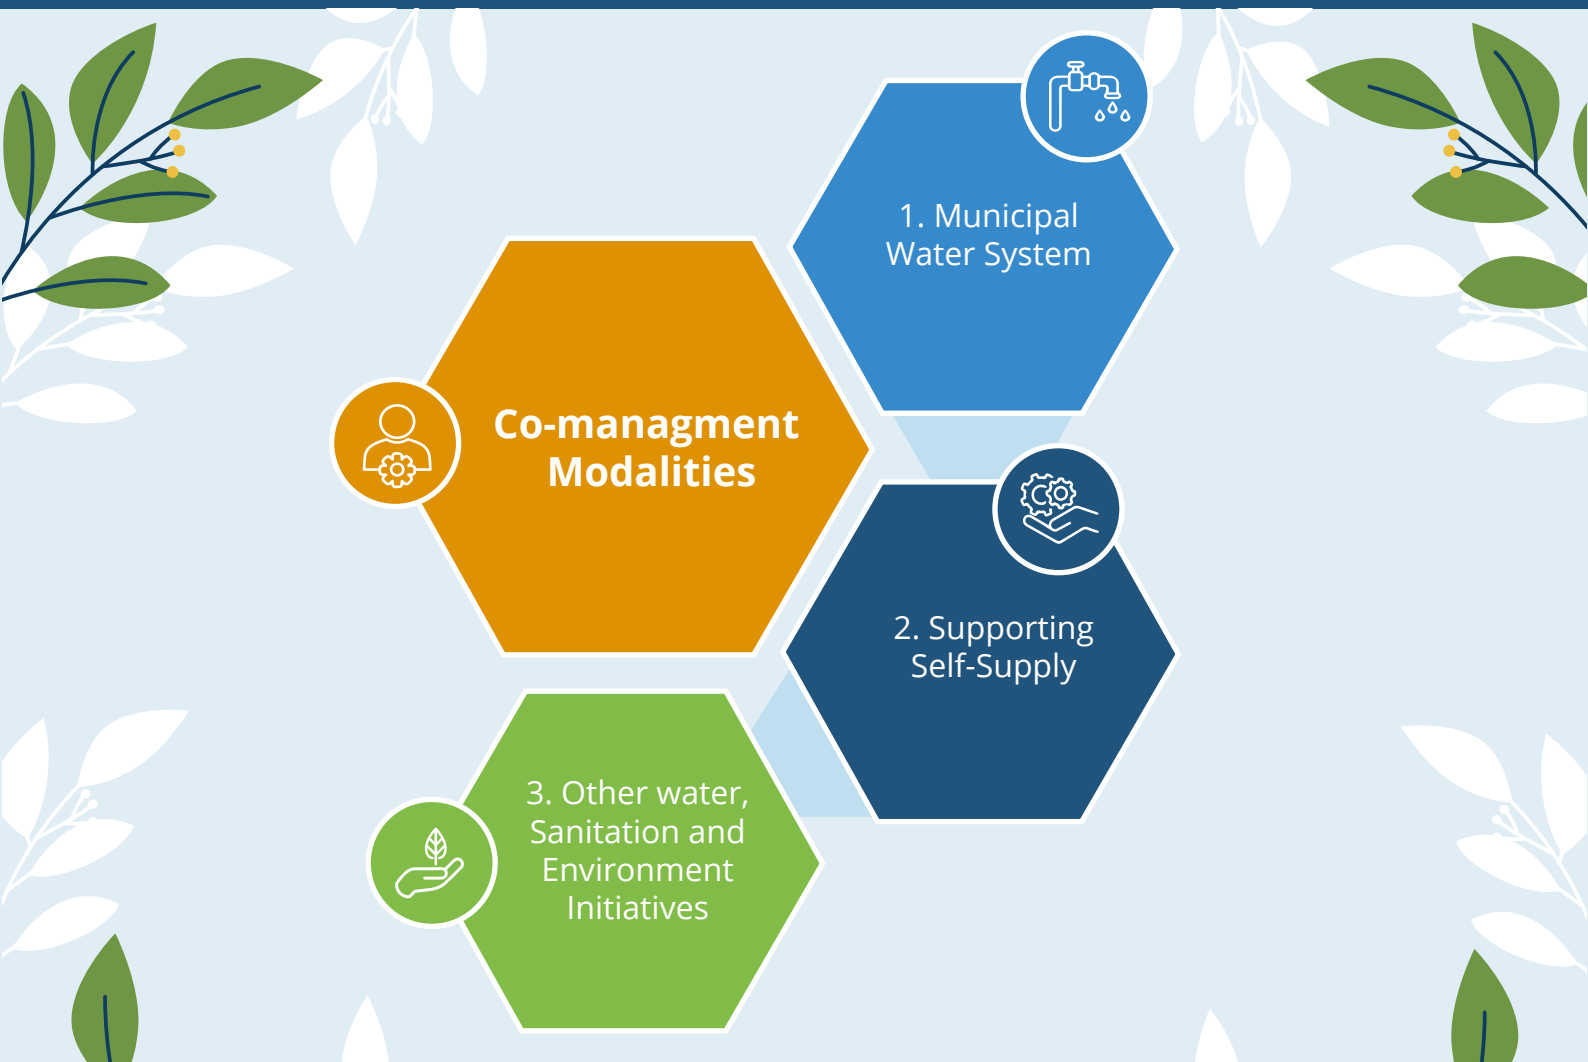 Co-managment
Modalities
1. Municipal
Water System
2. Supporting
Self-Supply
3. Other water,
Sanitation and
Environment
Initiatives